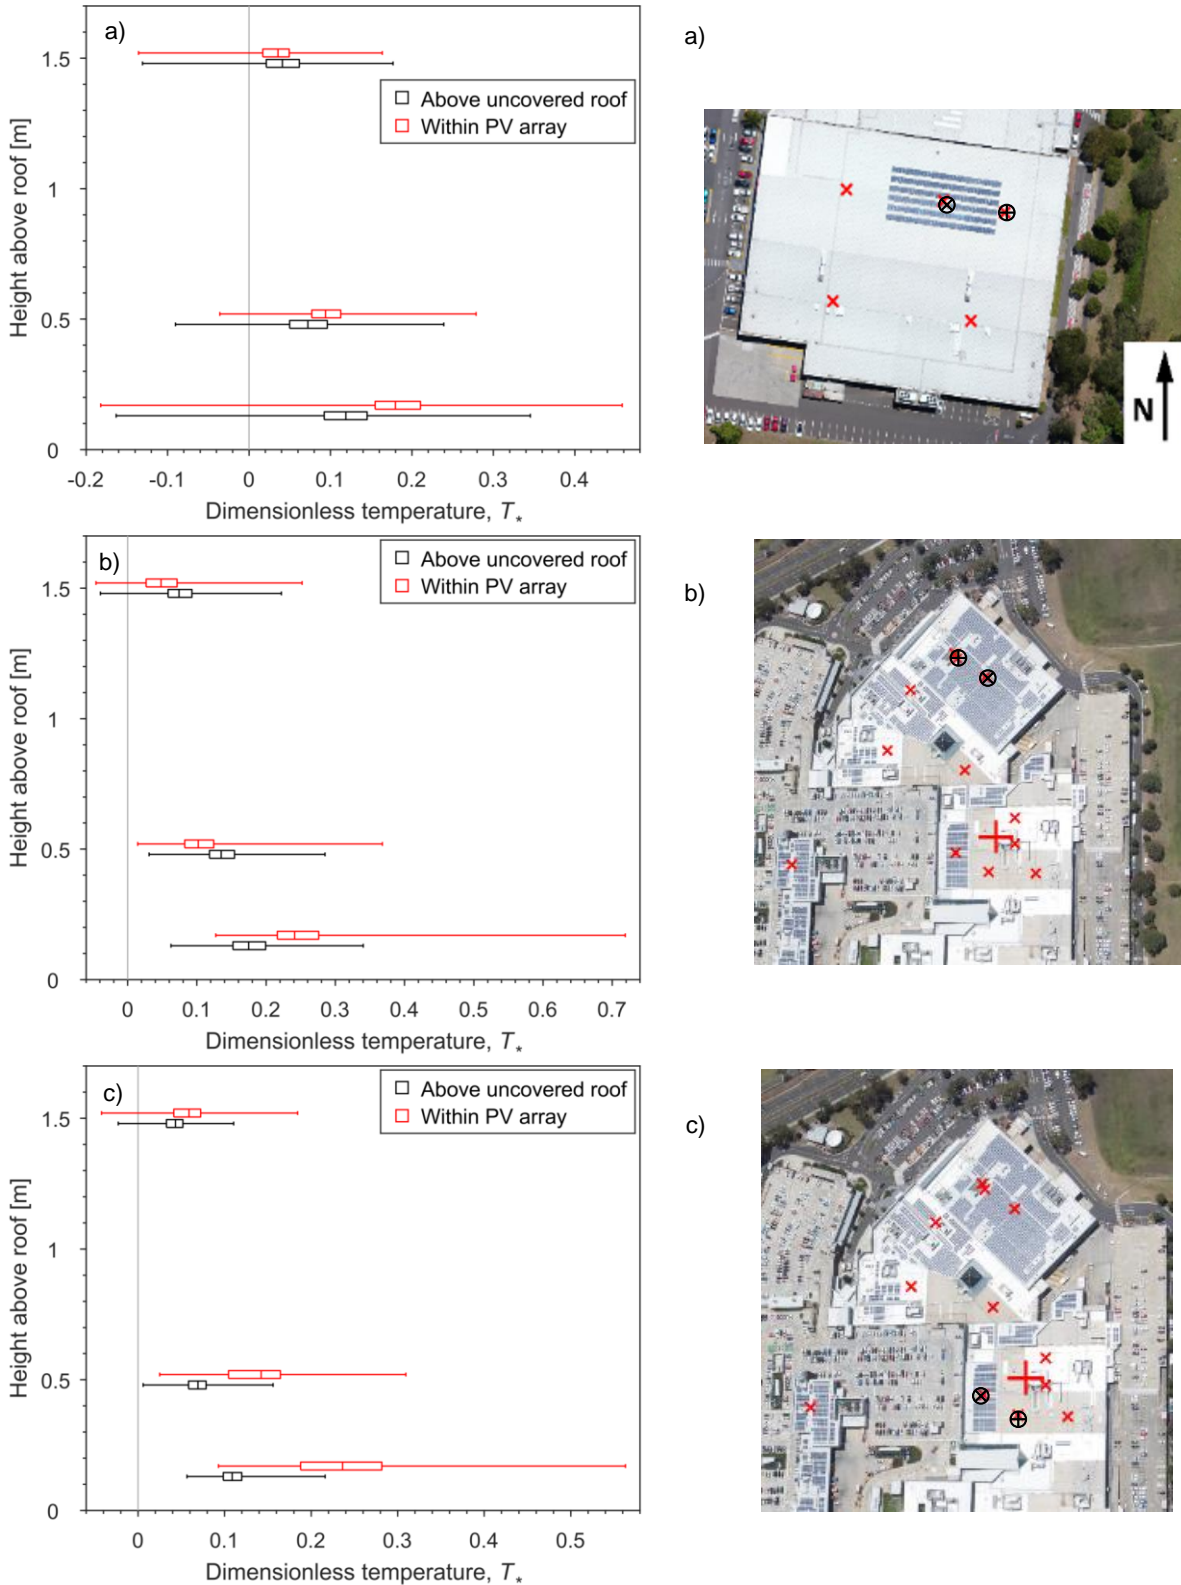 a)
1.5
1
0.5
0
Height above roof [m]
Above uncovered roof
Within PV array
-0.2 -0.1 0 0.1 0.2 0.3 0.4
Dimensionless temperature, T*
a)
N
b)
1.5
1
0.5
0
Height above roof [m]
Above uncovered roof
Within PV array
0 0.1 0.2 0.3 0.4 0.5 0.6 0.7
Dimensionless temperature, T*
b)
c)
1.5
1
0.5
0
Height above roof [m]
Above uncovered roof
Within PV array
0 0.1 0.2 0.3 0.4 0.5
Dimensionless temperature, T*
c)